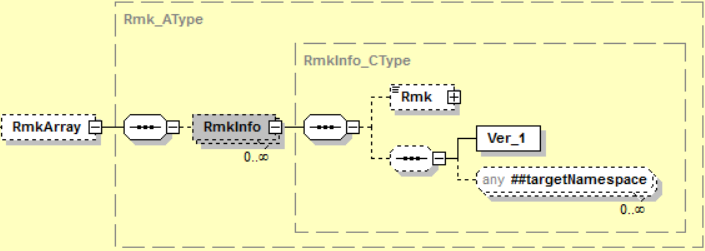 Rmk_AType
RmkInfo_CType
Rmk
RmkArray
RmkInfo
0..∞
Ver_1
any ##targetNamespace
0..∞